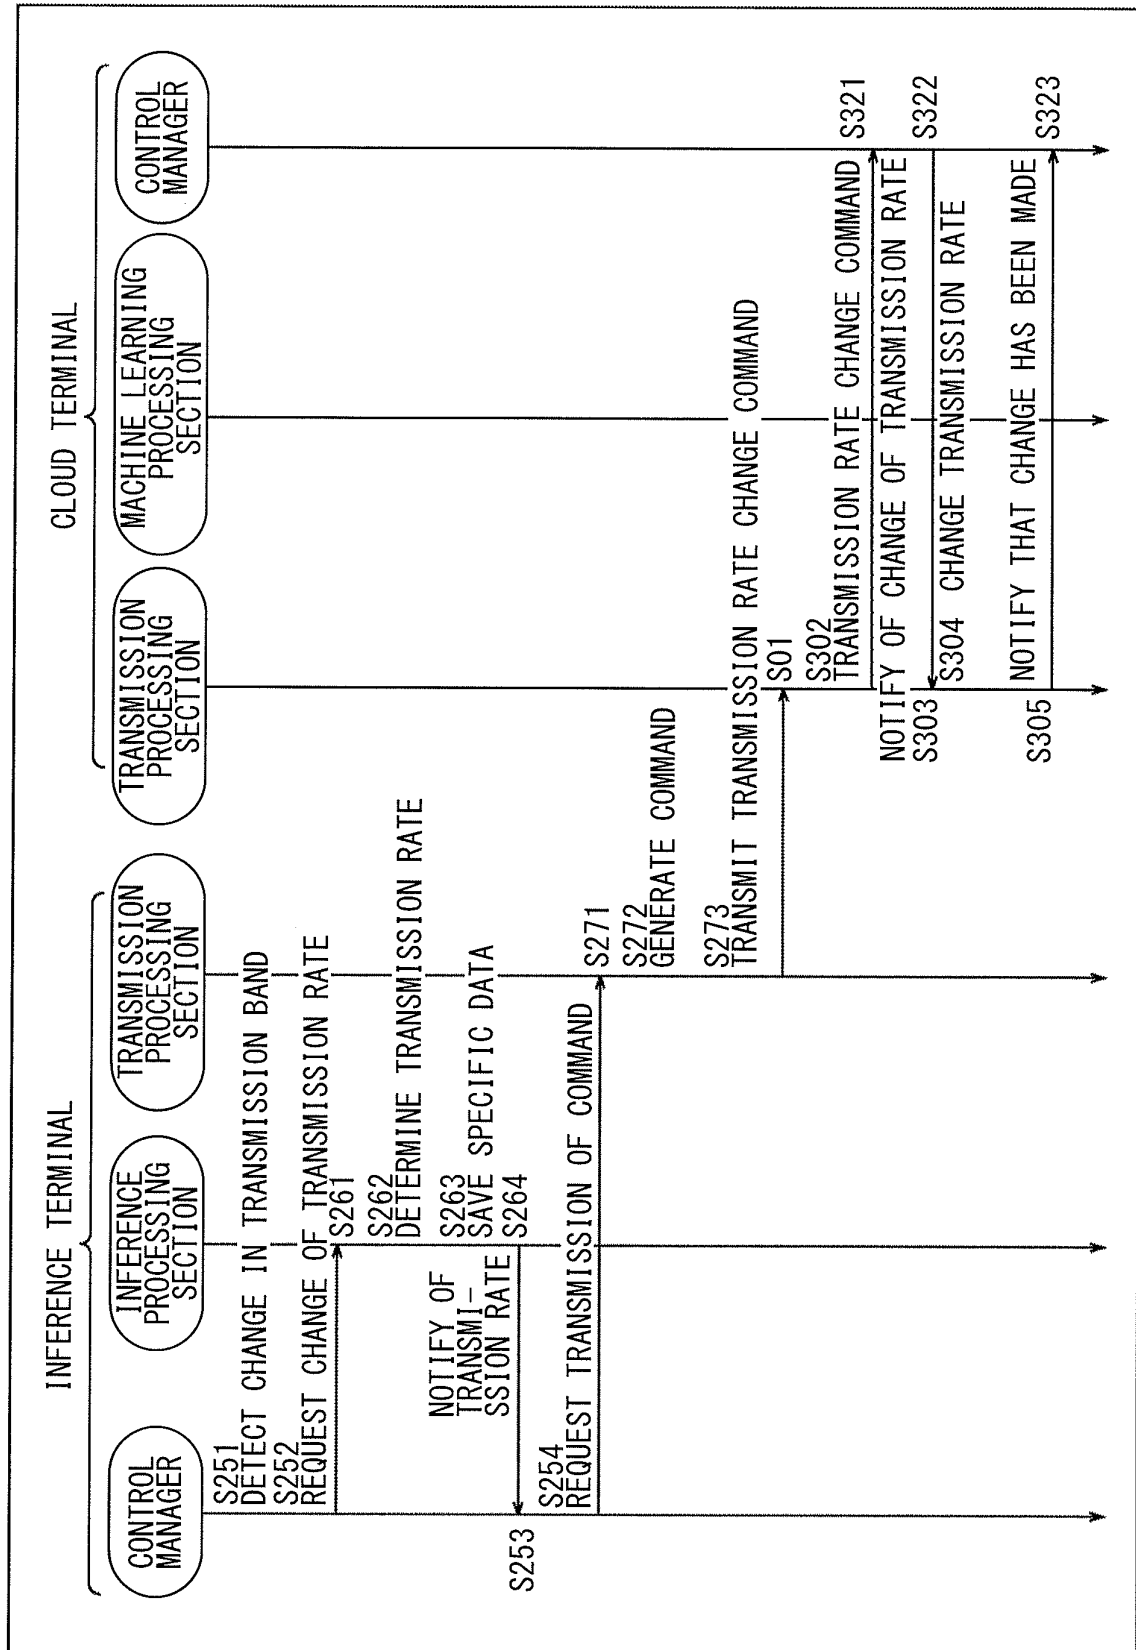 INFERENCE TERMINAL
CLOUD TERMINAL
CONTROL
MANAGER
INFERENCE
PROCESSING
SECTION
TRANSMISSION
PROCESSING
SECTION
TRANSMISSION
PROCESSING
SECTION
MACHINE LEARNING
PROCESSING
SECTION
CONTROL
MANAGER
S251
DETECT CHANGE IN TRANSMISSION BAND
S252
REQUEST CHANGE OF TRANSMISSION RATE
S261
S262
DETERMINE TRANSMISSION RATE
S263
SAVE SPECIFIC DATA
S264
NOTIFY OF
TRANSMI-
SSION RATE
S253
S254
REQUEST TRANSMISSION OF COMMAND
S271
S272
GENERATE COMMAND
S273
TRANSMIT TRANSMISSION RATE CHANGE COMMAND
S01
S302
TRANSMISSION RATE CHANGE COMMAND
S321
NOTIFY OF CHANGE OF TRANSMISSION RATE
S322
S303
S304 CHANGE TRANSMISSION RATE
NOTIFY THAT CHANGE HAS BEEN MADE
S305
S323